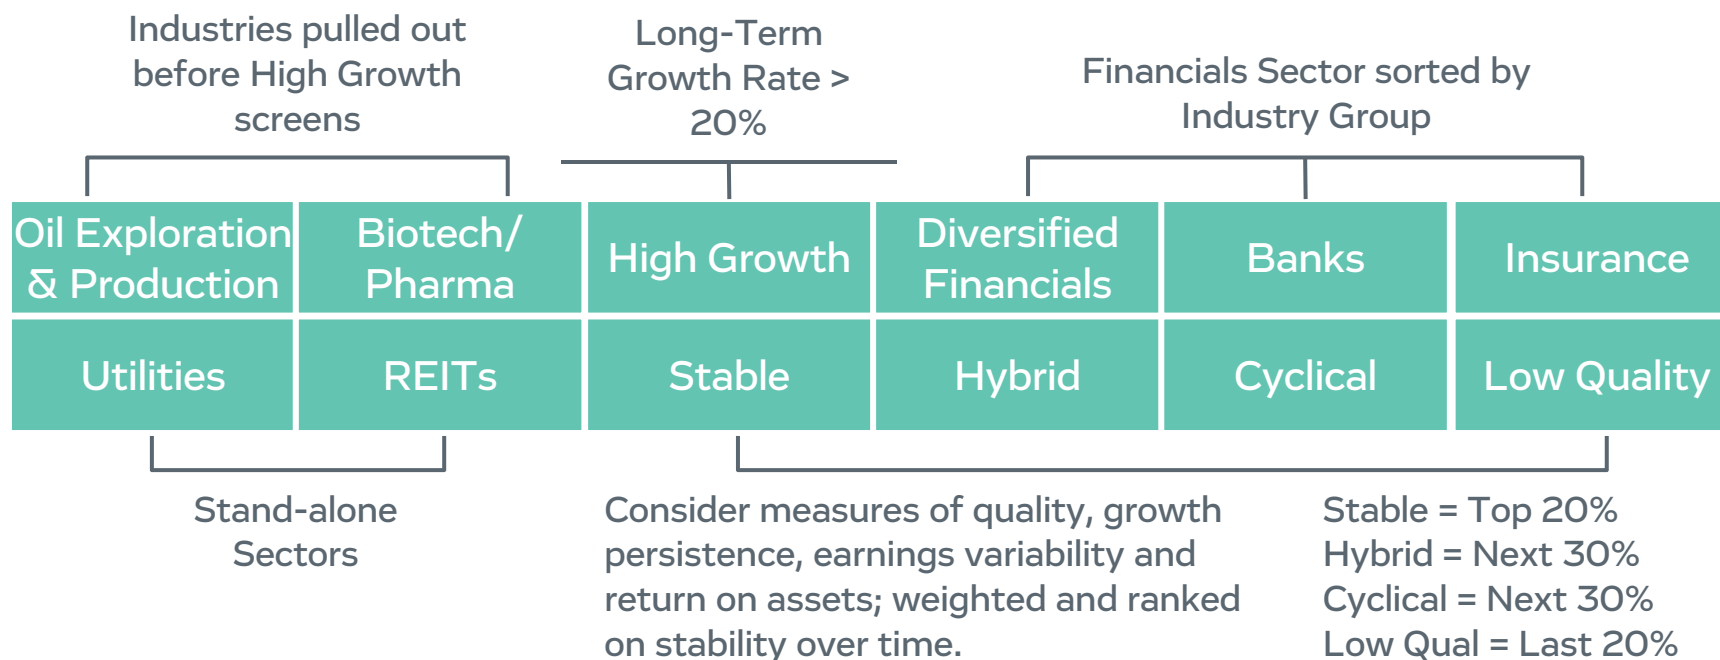 Industries pulled out
before High Growth
screens
Long-Term
Growth Rate >
20%
Financials Sector sorted by
Industry Group
Oil Exploration
& Production
Biotech/
Pharma
High Growth
Diversified
Financials
Banks
Insurance
Utilities
REITs
Stable
Hybrid
Cyclical
Low Quality
Stand-alone
Sectors
Consider measures of quality, growth
persistence, earnings variability and
return on assets; weighted and ranked
on stability over time.
Stable = Top 20%
Hybrid = Next 30%
Cyclical = Next 30%
Low Qual = Last 20%